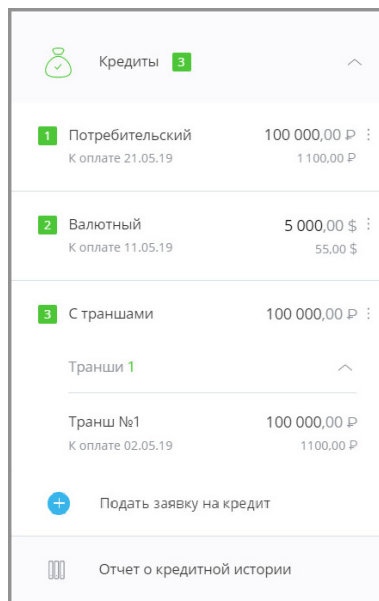 Кредиты 3
1 Потребительский 100 000,00 ₽
К оплате 21.05.19 1 100,00 ₽
2 Валютный 5 000,00 $
К оплате 11.05.19 55,00 $
3 С траншами 100 000,00 ₽
Транши 1
Транш №1 100 000,00 ₽
К оплате 02.05.19 1100,00 ₽
Подать заявку на кредит
Отчет о кредитной истории